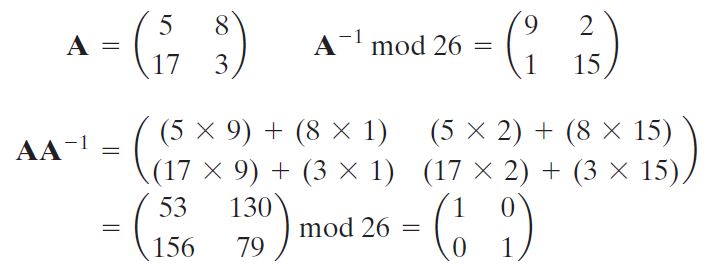 A = ( 5 8 ) A⁻¹ mod 26 = ( 9 2 )
( 17 3 ) ( 1 15 )
AA⁻¹ = ( (5 × 9) + (8 × 1) (5 × 2) + (8 × 15) )
( (17 × 9) + (3 × 1) (17 × 2) + (3 × 15) )
= ( 53 130 ) mod 26 = ( 1 0 )
( 156 79 ) ( 0 1 )